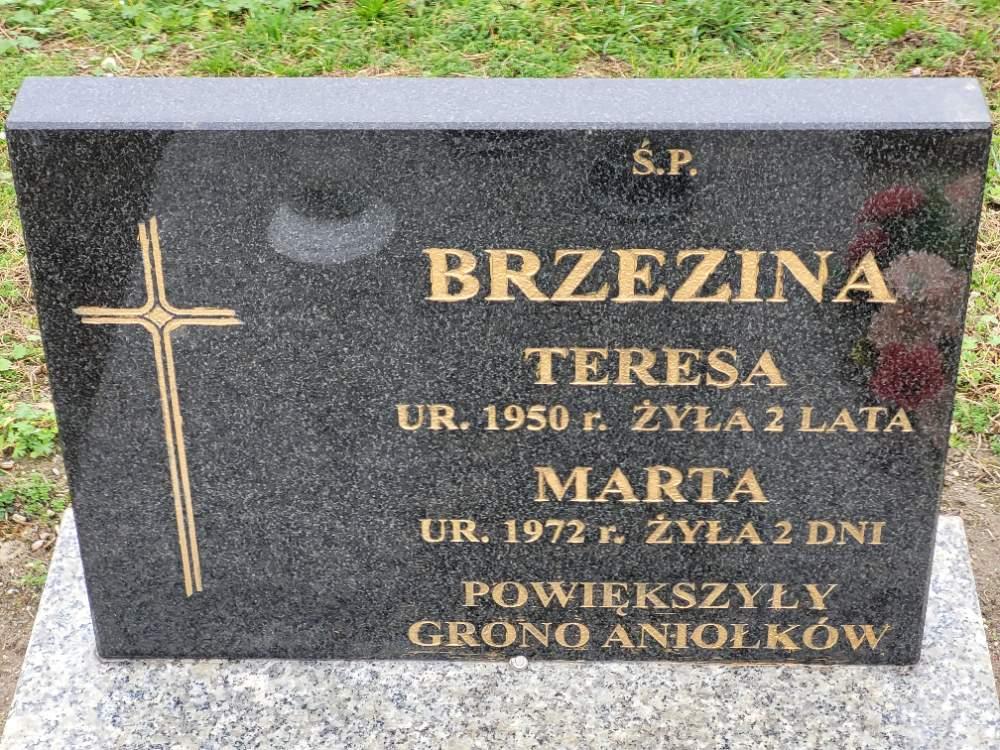 Ś.P.
BRZEZINA
TERESA
UR. 1950 r. ŻYŁA 2 LATA
MARTA
UR. 1972 r. ŻYŁA 2 DNI
POWIĘKSZYŁY
GRONO ANIOŁKÓW